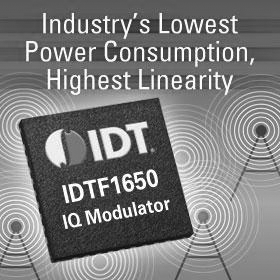 Industry's Lowest
Power Consumption,
Highest Linearity
IDT®
IDTF1650
IQ Modulator